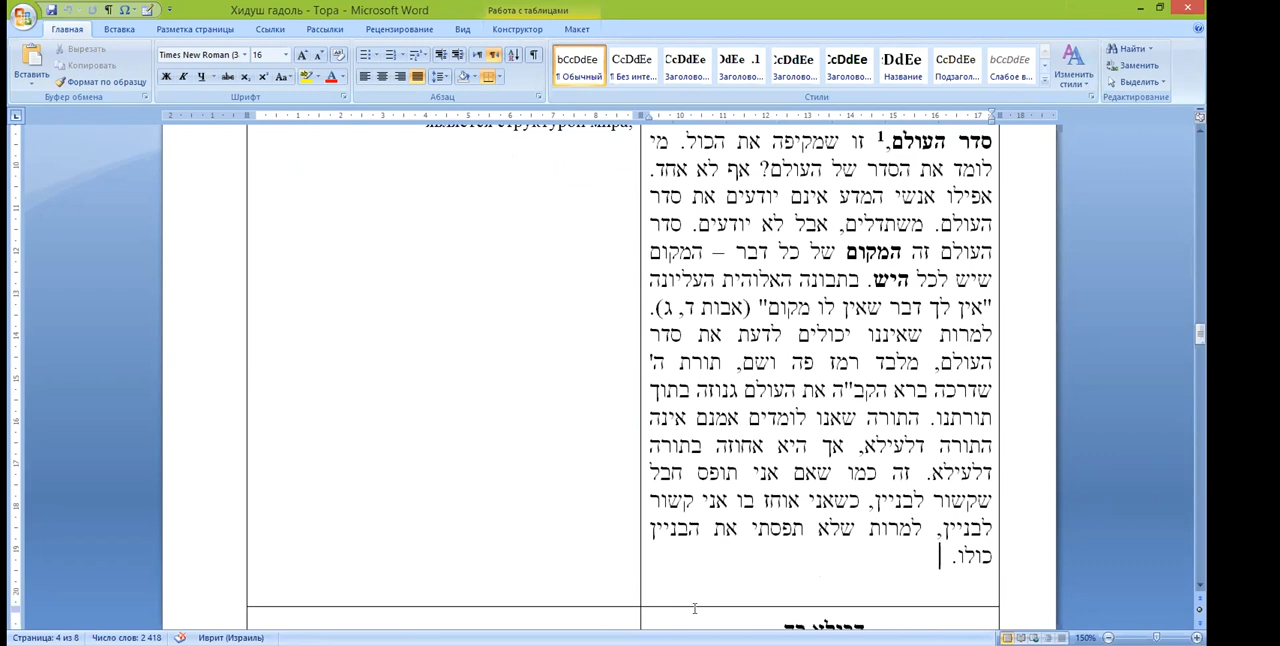 Хидуш гадоль - Тора - Microsoft Word
Работа с таблицами
Главная Вставка Разметка страницы Ссылки Рассылки Рецензирование Вид Конструктор Макет
Вставить
Вырезать
Копировать
Формат по образцу
Буфер обмена
Times New Roman (З 16
Шрифт
Абзац
¶ Обычный
¶ Без инте...
Заголово...
Заголово...
Заголово...
Заголово...
Название
Подзагол...
Слабое в...
Изменить стили
Стили
Найти
Заменить
Выделить
Редактирование
является структурой мира,
סדר העולם,1 זו שמקיפה את הכול. מי
לומד את הסדר של העולם? אף לא אחד.
אפילו אנשי המדע אינם יודעים את סדר
העולם. משתדלים, אבל לא יודעים. סדר
העולם זה המקום של כל דבר – המקום
שיש לכל היש. בתבונה האלוהית העליונה
"אין לך דבר שאין לו מקום" (אבות ד, ג).
למרות שאיננו יכולים לדעת את סדר
העולם, מלבד רמז פה ושם, תורת ה'
שדרכה ברא הקב"ה את העולם גנוזה בתוך
תורתנו. התורה שאנו לומדים אמנם אינה
התורה דלעילא, אך היא אחוזה בתורה
דלעילא. זה כמו שאם אני תופס חבל
שקשור לבניין, כשאני אוחז בו אני קשור
לבניין, למרות שלא תפסתי את הבניין
כולו.
Страница: 4 из 8 Число слов: 2 418 Иврит (Израиль) 150%